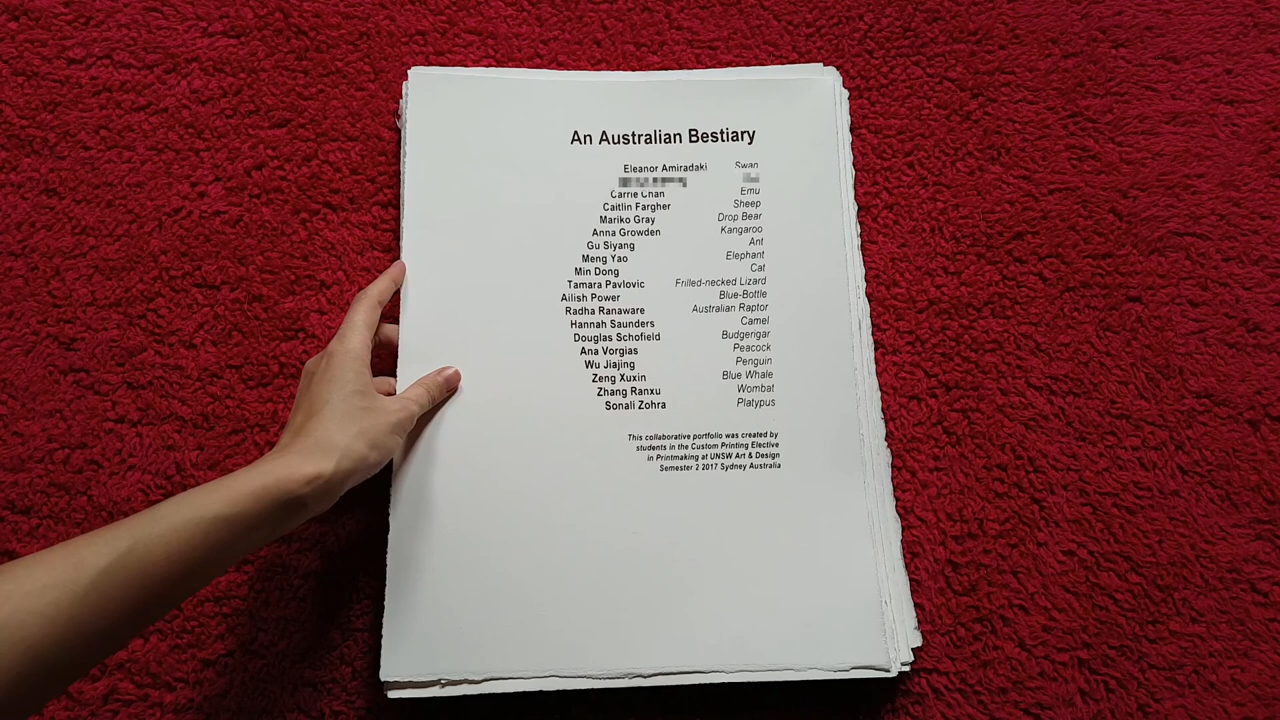 An Australian Bestiary
Eleanor Amiradaki Swan
Carrie Chan Emu
Caitlin Fargher Sheep
Mariko Gray Drop Bear
Anna Growden Kangaroo
Gu Siyang Ant
Meng Yao Elephant
Min Dong Cat
Tamara Pavlovic Frilled-necked Lizard
Ailish Power Blue-Bottle
Radha Ranaware Australian Raptor
Hannah Saunders Camel
Douglas Schofield Budgerigar
Ana Vorgias Peacock
Wu Jiajing Penguin
Zeng Xuxin Blue Whale
Zhang Ranxu Wombat
Sonali Zohra Platypus
This collaborative portfolio was created by
students in the Custom Printing Elective
in Printmaking at UNSW Art & Design
Semester 2 2017 Sydney Australia